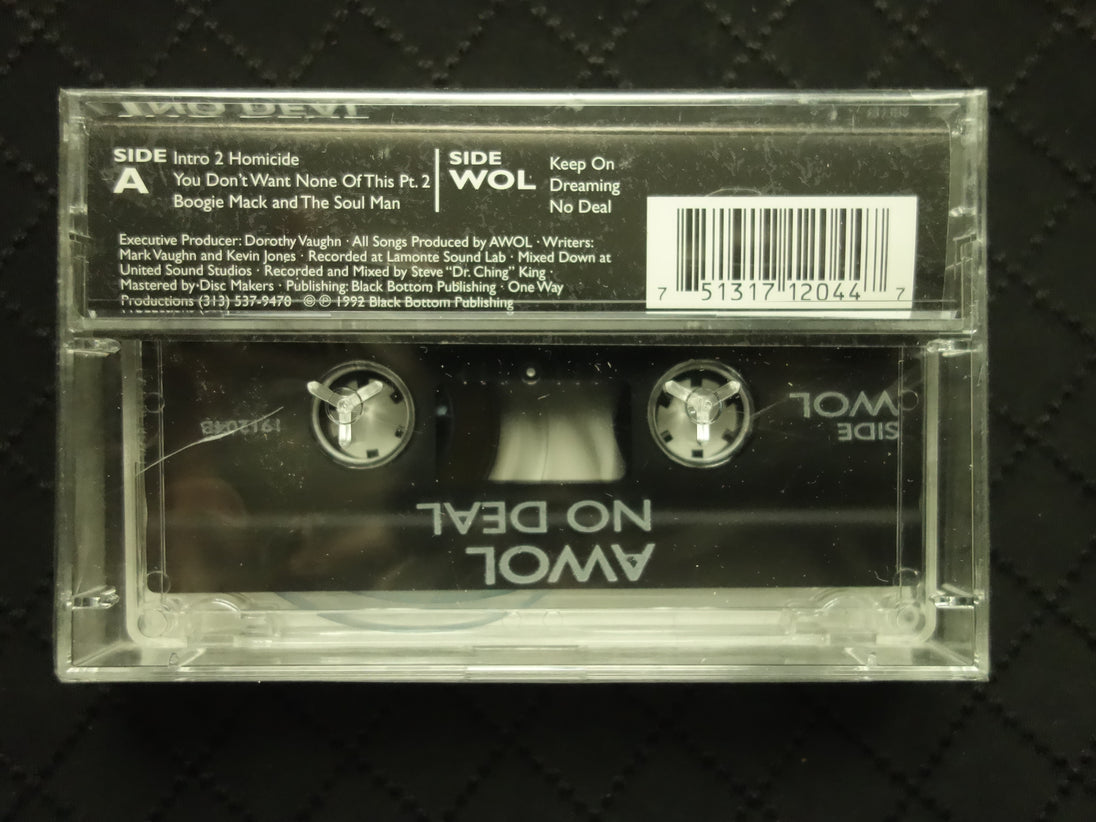 NO DEAL
SIDE A
Intro 2 Homicide
You Don't Want None Of This Pt. 2
Boogie Mack and The Soul Man
SIDE
WOL
Keep On
Dreaming
No Deal
Executive Producer: Dorothy Vaughn · All Songs Produced by AWOL · Writers:
Mark Vaughn and Kevin Jones · Recorded at Lamonte Sound Lab · Mixed Down at
United Sound Studios · Recorded and Mixed by Steve "Dr. Ching" King ·
Mastered by Disc Makers · Publishing: Black Bottom Publishing · One Way
Productions (313) 537-9470 © ℗ 1992 Black Bottom Publishing
7 51317 12044 7
SIDE
WOL
AWOL
NO DEAL